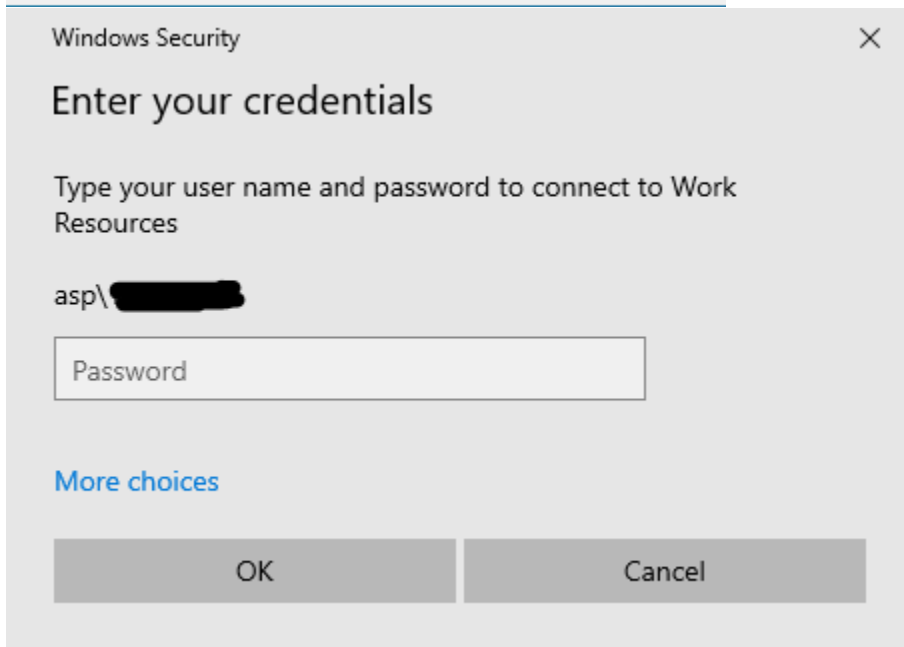 Windows Security
Enter your credentials
Type your user name and password to connect to Work
Resources
asp\
Password
More choices
OK
Cancel